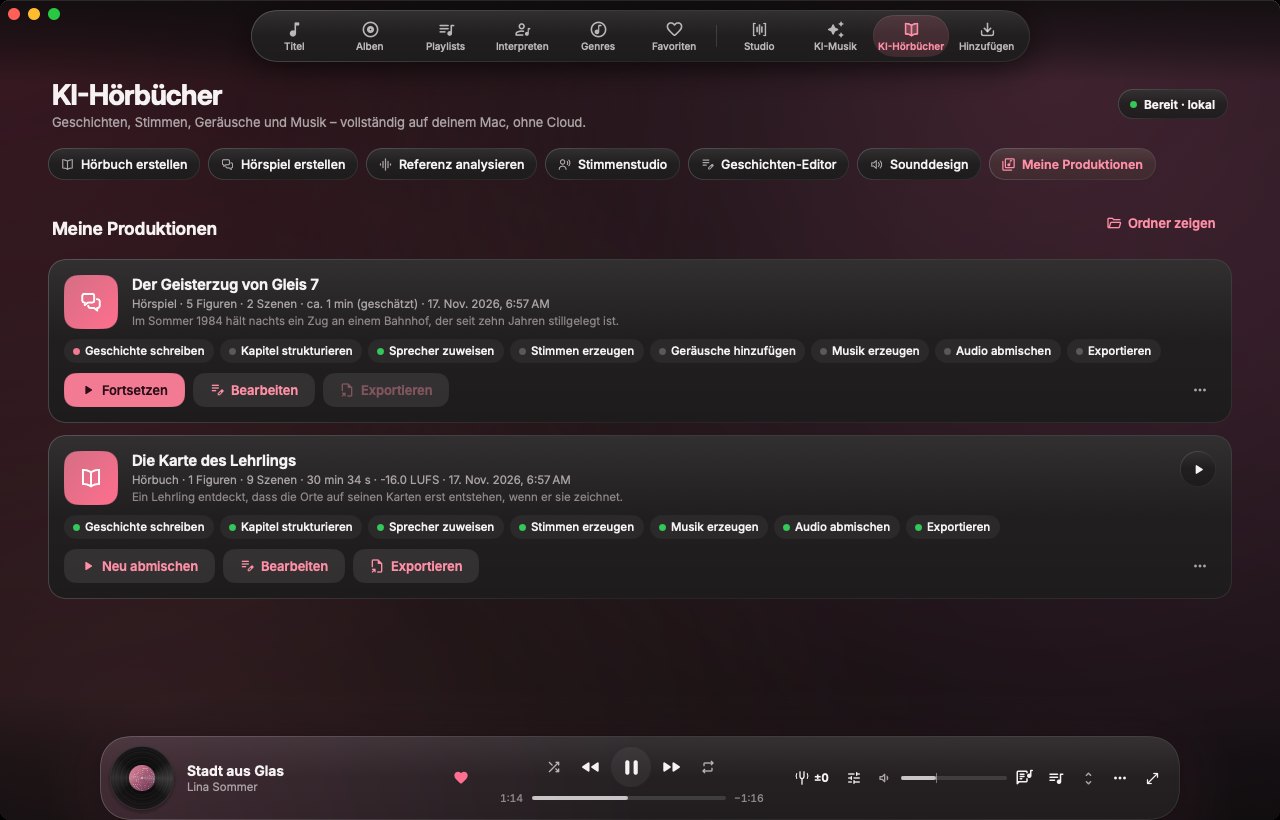 Titel
Alben
Playlists
Interpreten
Genres
Favoriten
Studio
KI-Musik
KI-Hörbücher
Hinzufügen
KI-Hörbücher
Geschichten, Stimmen, Geräusche und Musik – vollständig auf deinem Mac, ohne Cloud.
Bereit · lokal
Hörbuch erstellen
Hörspiel erstellen
Referenz analysieren
Stimmenstudio
Geschichten-Editor
Sounddesign
Meine Produktionen
Meine Produktionen
Ordner zeigen
Der Geisterzug von Gleis 7
Hörspiel · 5 Figuren · 2 Szenen · ca. 1 min (geschätzt) · 17. Nov. 2026, 6:57 AM
Im Sommer 1984 hält nachts ein Zug an einem Bahnhof, der seit zehn Jahren stillgelegt ist.
Geschichte schreiben
Kapitel strukturieren
Sprecher zuweisen
Stimmen erzeugen
Geräusche hinzufügen
Musik erzeugen
Audio abmischen
Exportieren
Fortsetzen
Bearbeiten
Exportieren
Die Karte des Lehrlings
Hörbuch · 1 Figuren · 9 Szenen · 30 min 34 s · -16.0 LUFS · 17. Nov. 2026, 6:57 AM
Ein Lehrling entdeckt, dass die Orte auf seinen Karten erst entstehen, wenn er sie zeichnet.
Geschichte schreiben
Kapitel strukturieren
Sprecher zuweisen
Stimmen erzeugen
Musik erzeugen
Audio abmischen
Exportieren
Neu abmischen
Bearbeiten
Exportieren
Stadt aus Glas
Lina Sommer
1:14
−1:16
±0